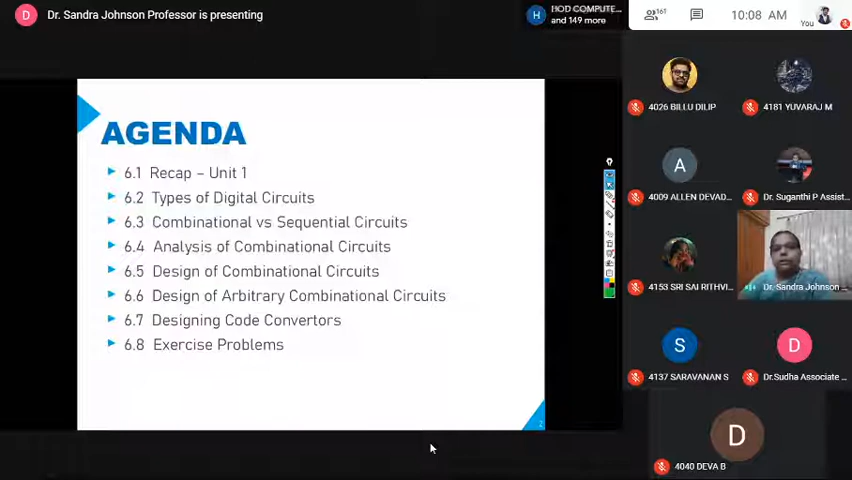 D Dr. Sandra Johnson Professor is presenting
H HOD COMPUTE...
and 149 more
161
10:08 AM
You
AGENDA
6.1 Recap – Unit 1
6.2 Types of Digital Circuits
6.3 Combinational vs Sequential Circuits
6.4 Analysis of Combinational Circuits
6.5 Design of Combinational Circuits
6.6 Design of Arbitrary Combinational Circuits
6.7 Designing Code Convertors
6.8 Exercise Problems
2
4026 BILLU DILIP
4181 YUVARAJ M
A
4009 ALLEN DEVAD...
Dr. Suganthi P Assist...
4153 SRI SAI RITHVI...
Dr. Sandra Johnson ...
S
4137 SARAVANAN S
D
Dr.Sudha Associate ...
D
4040 DEVA B